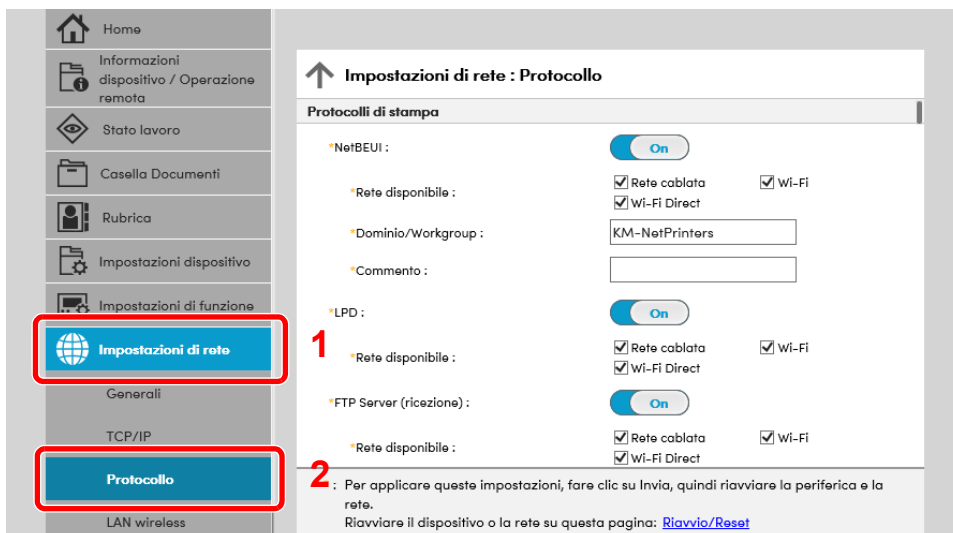 Home
Informazioni
dispositivo / Operazione
remota
Stato lavoro
Casella Documenti
Rubrica
Impostazioni dispositivo
Impostazioni di funzione
Impostazioni di rete
1
Generali
TCP/IP
Protocollo
2
LAN wireless
Impostazioni di rete : Protocollo
Protocolli di stampa
*NetBEUI : On
*Rete disponibile : Rete cablata Wi-Fi
Wi-Fi Direct
*Dominio/Workgroup : KM-NetPrinters
*Commento :
*LPD : On
*Rete disponibile : Rete cablata Wi-Fi
Wi-Fi Direct
*FTP Server (ricezione) : On
*Rete disponibile : Rete cablata Wi-Fi
Wi-Fi Direct
: Per applicare queste impostazioni, fare clic su Invia, quindi riavviare la periferica e la
rete.
Riavviare il dispositivo o la rete su questa pagina: Riavvio/Reset